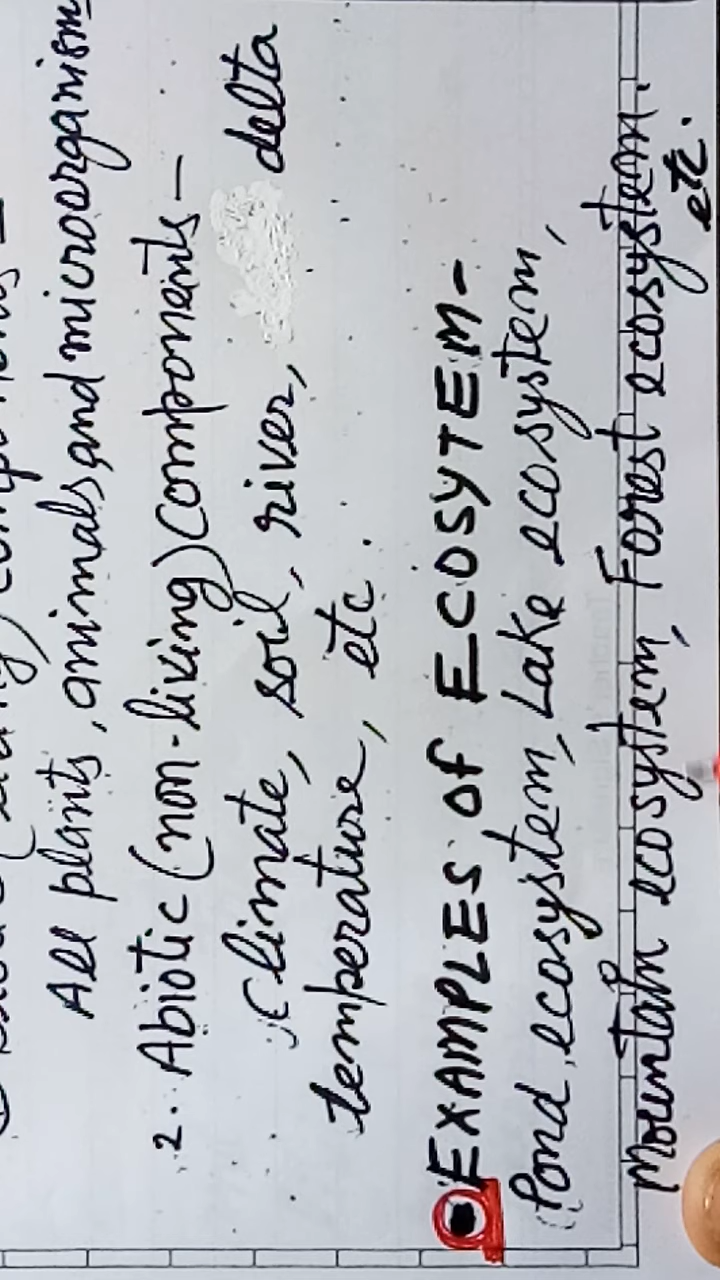 All plants, animals, and microorganism
2. Abiotic (non-living) components -
Climate, soil, river, delta
temperature, etc.
EXAMPLES of ECOSYTEM -
Pond ecosystem, Lake ecosystem,
Mountain ecosystem, Forest ecosystem.
etc.